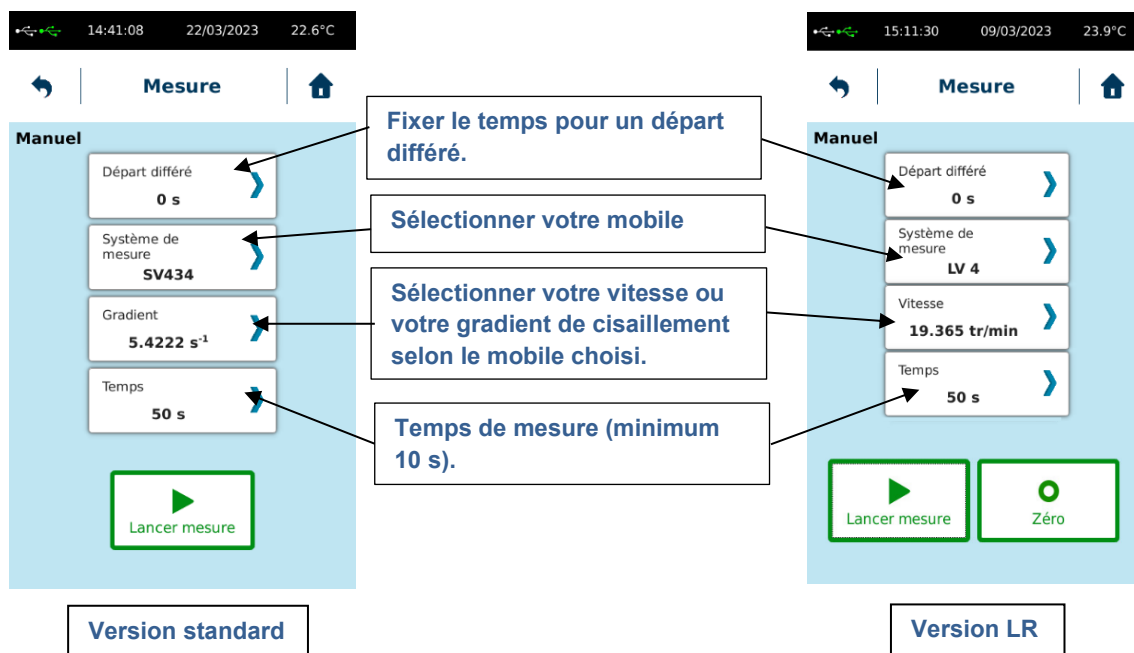 14:41:08 22/03/2023 22.6°C
Mesure
Manuel
Départ différé
0 s
Système de
mesure
SV434
Gradient
5.4222 s⁻¹
Temps
50 s
Lancer mesure
Version standard
Fixer le temps pour un départ
différé.
Sélectionner votre mobile
Sélectionner votre vitesse ou
votre gradient de cisaillement
selon le mobile choisi.
Temps de mesure (minimum
10 s).
15:11:30 09/03/2023 23.9°C
Mesure
Manuel
Départ différé
0 s
Système de
mesure
LV 4
Vitesse
19.365 tr/min
Temps
50 s
Lancer mesure
Zéro
Version LR